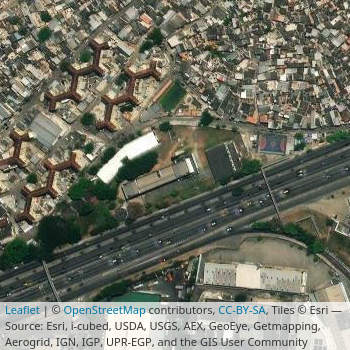 Leaflet | © OpenStreetMap contributors, CC-BY-SA, Tiles © Esri —
Source: Esri, i-cubed, USDA, USGS, AEX, GeoEye, Getmapping,
Aerogrid, IGN, IGP, UPR-EGP, and the GIS User Community